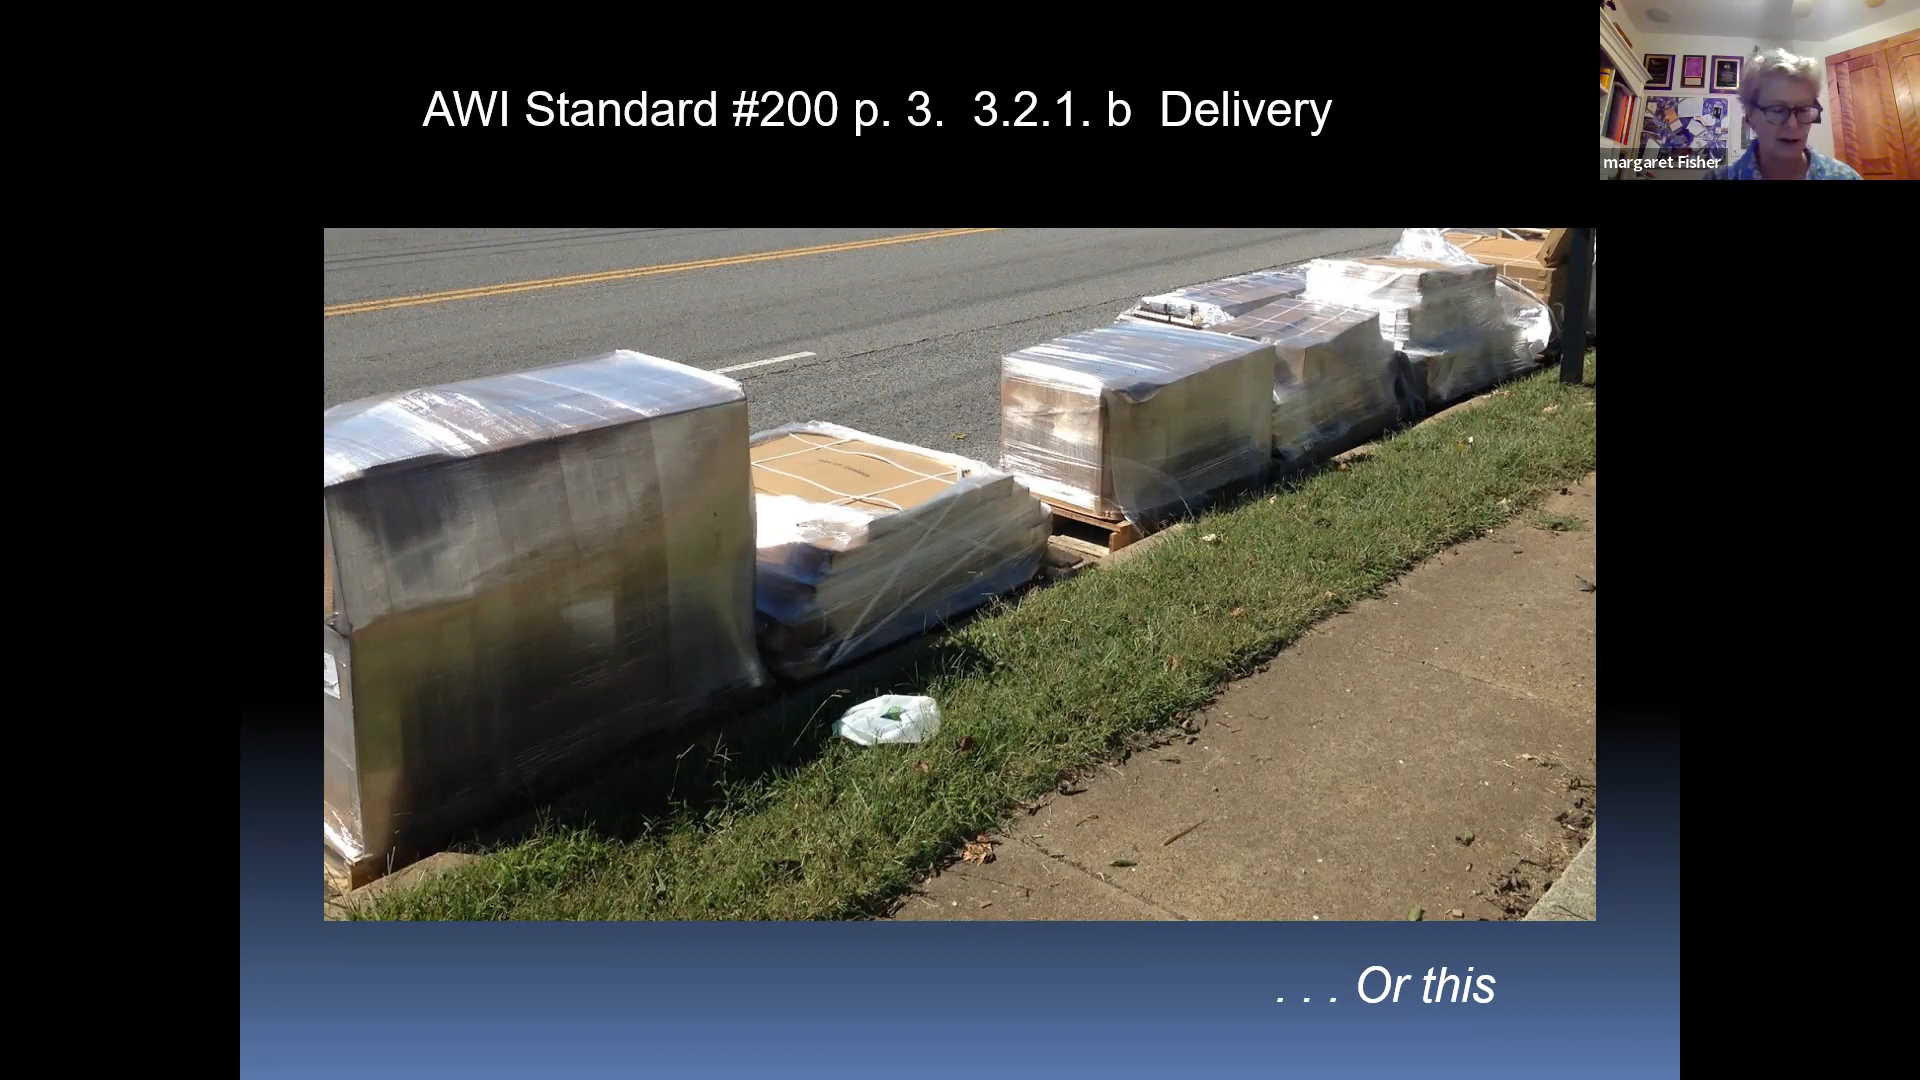 AWI Standard #200 p. 3.  3.2.1. b  Delivery
margaret Fisher
. . . Or this